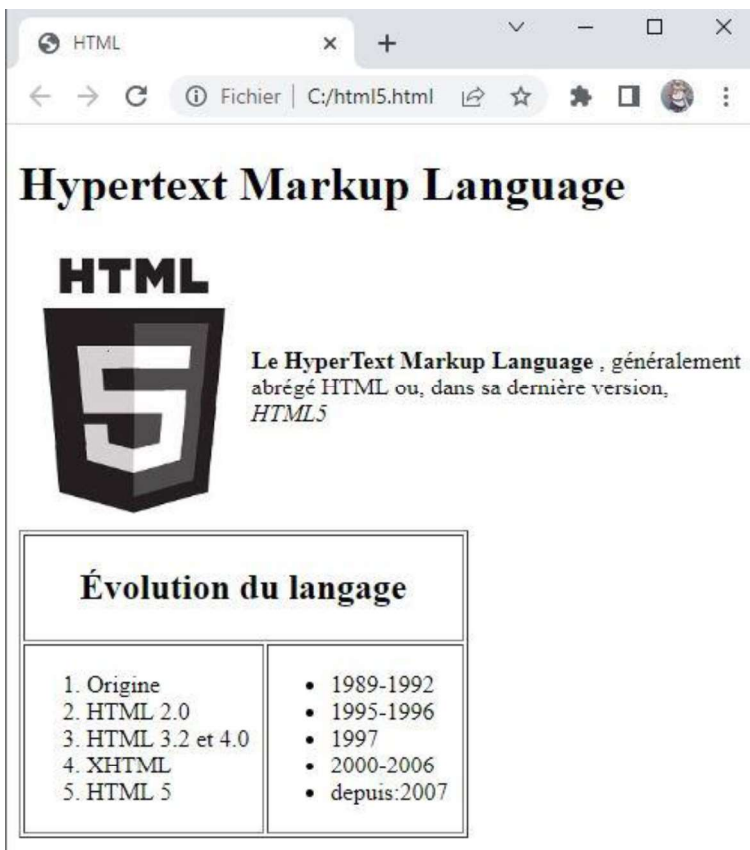 HTML
Fichier | C:/html5.html
Hypertext Markup Language
HTML
5
Le HyperText Markup Language , généralement
abrégé HTML ou, dans sa dernière version,
HTML5
Évolution du langage
1. Origine
2. HTML 2.0
3. HTML 3.2 et 4.0
4. XHTML
5. HTML 5
• 1989-1992
• 1995-1996
• 1997
• 2000-2006
• depuis:2007